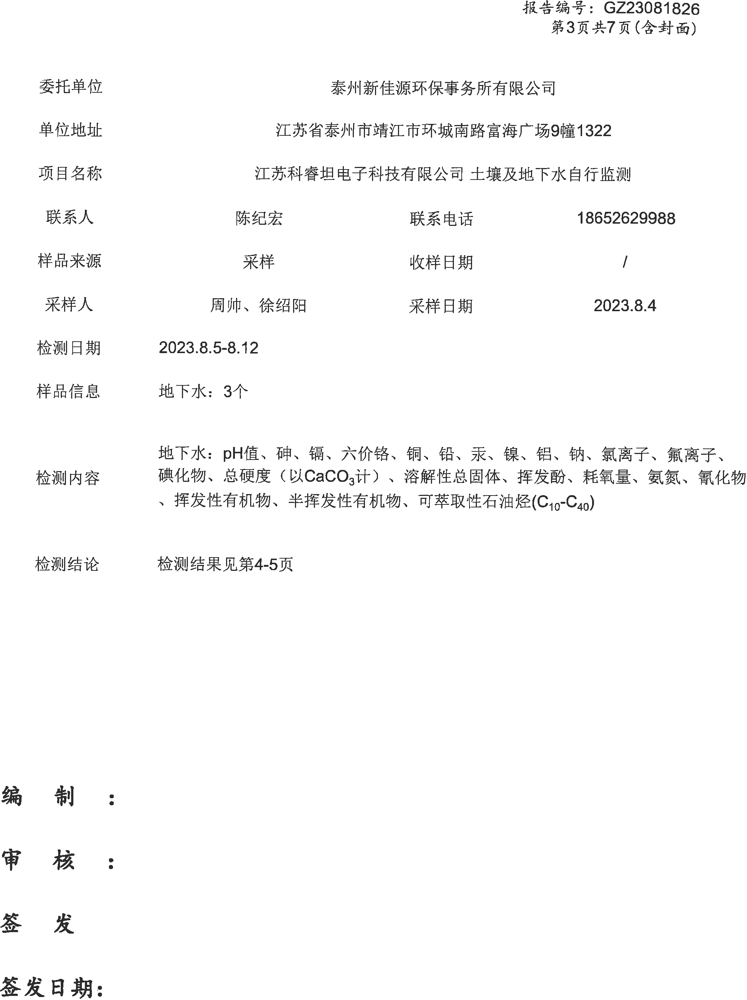 报告编号：GZ23081826
第3页共7页(含封面)
委托单位 泰州新佳源环保事务所有限公司
单位地址 江苏省泰州市靖江市环城南路富海广场9幢1322
项目名称 江苏科睿坦电子科技有限公司 土壤及地下水自行监测
联系人 陈纪宏 联系电话 18652629988
样品来源 采样 收样日期 /
采样人 周帅、徐绍阳 采样日期 2023.8.4
检测日期 2023.8.5-8.12
样品信息 地下水：3个
地下水：pH值、砷、镉、六价铬、铜、铅、汞、镍、铝、钠、氯离子、氟离子、
检测内容 碘化物、总硬度（以CaCO₃计）、溶解性总固体、挥发酚、耗氧量、氨氮、氰化物
、挥发性有机物、半挥发性有机物、可萃取性石油烃(C₁₀-C₄₀)
检测结论 检测结果见第4-5页
编 制 ：
审 核 ：
签 发
签发日期：